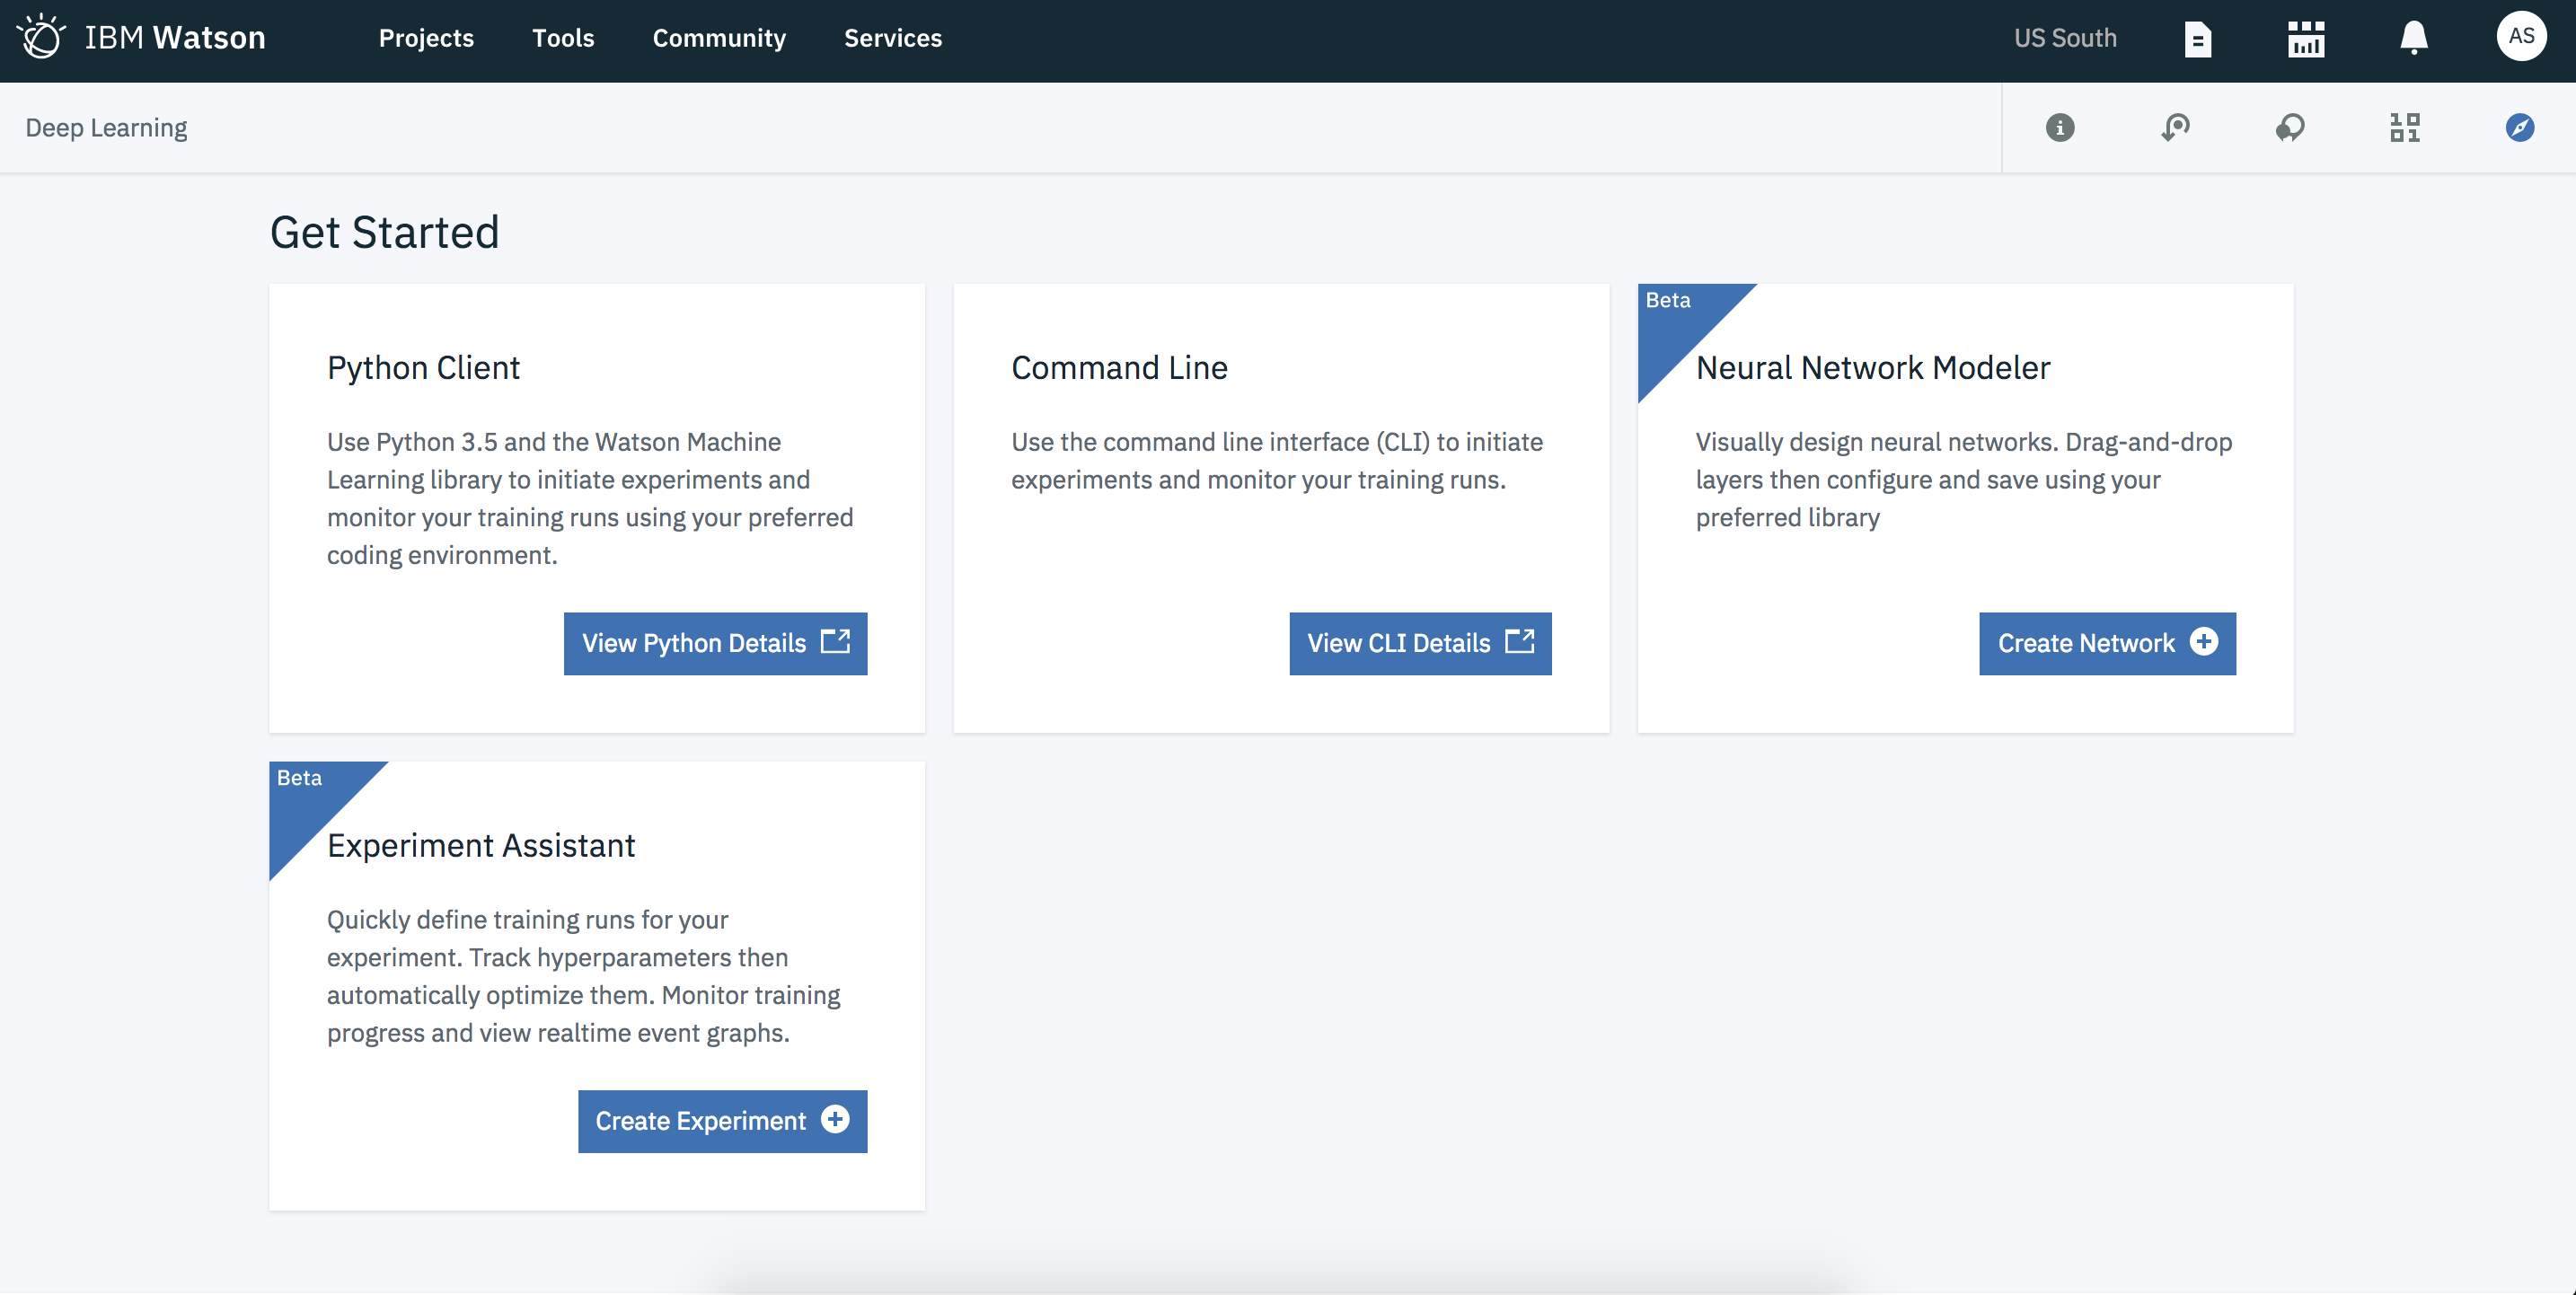 IBM Watson
Projects
Tools
Community
Services
US South
AS
Deep Learning
Get Started
Python Client
Use Python 3.5 and the Watson Machine
Learning library to initiate experiments and
monitor your training runs using your preferred
coding environment.
View Python Details
Command Line
Use the command line interface (CLI) to initiate
experiments and monitor your training runs.
View CLI Details
Beta
Neural Network Modeler
Visually design neural networks. Drag-and-drop
layers then configure and save using your
preferred library
Create Network
Beta
Experiment Assistant
Quickly define training runs for your
experiment. Track hyperparameters then
automatically optimize them. Monitor training
progress and view realtime event graphs.
Create Experiment